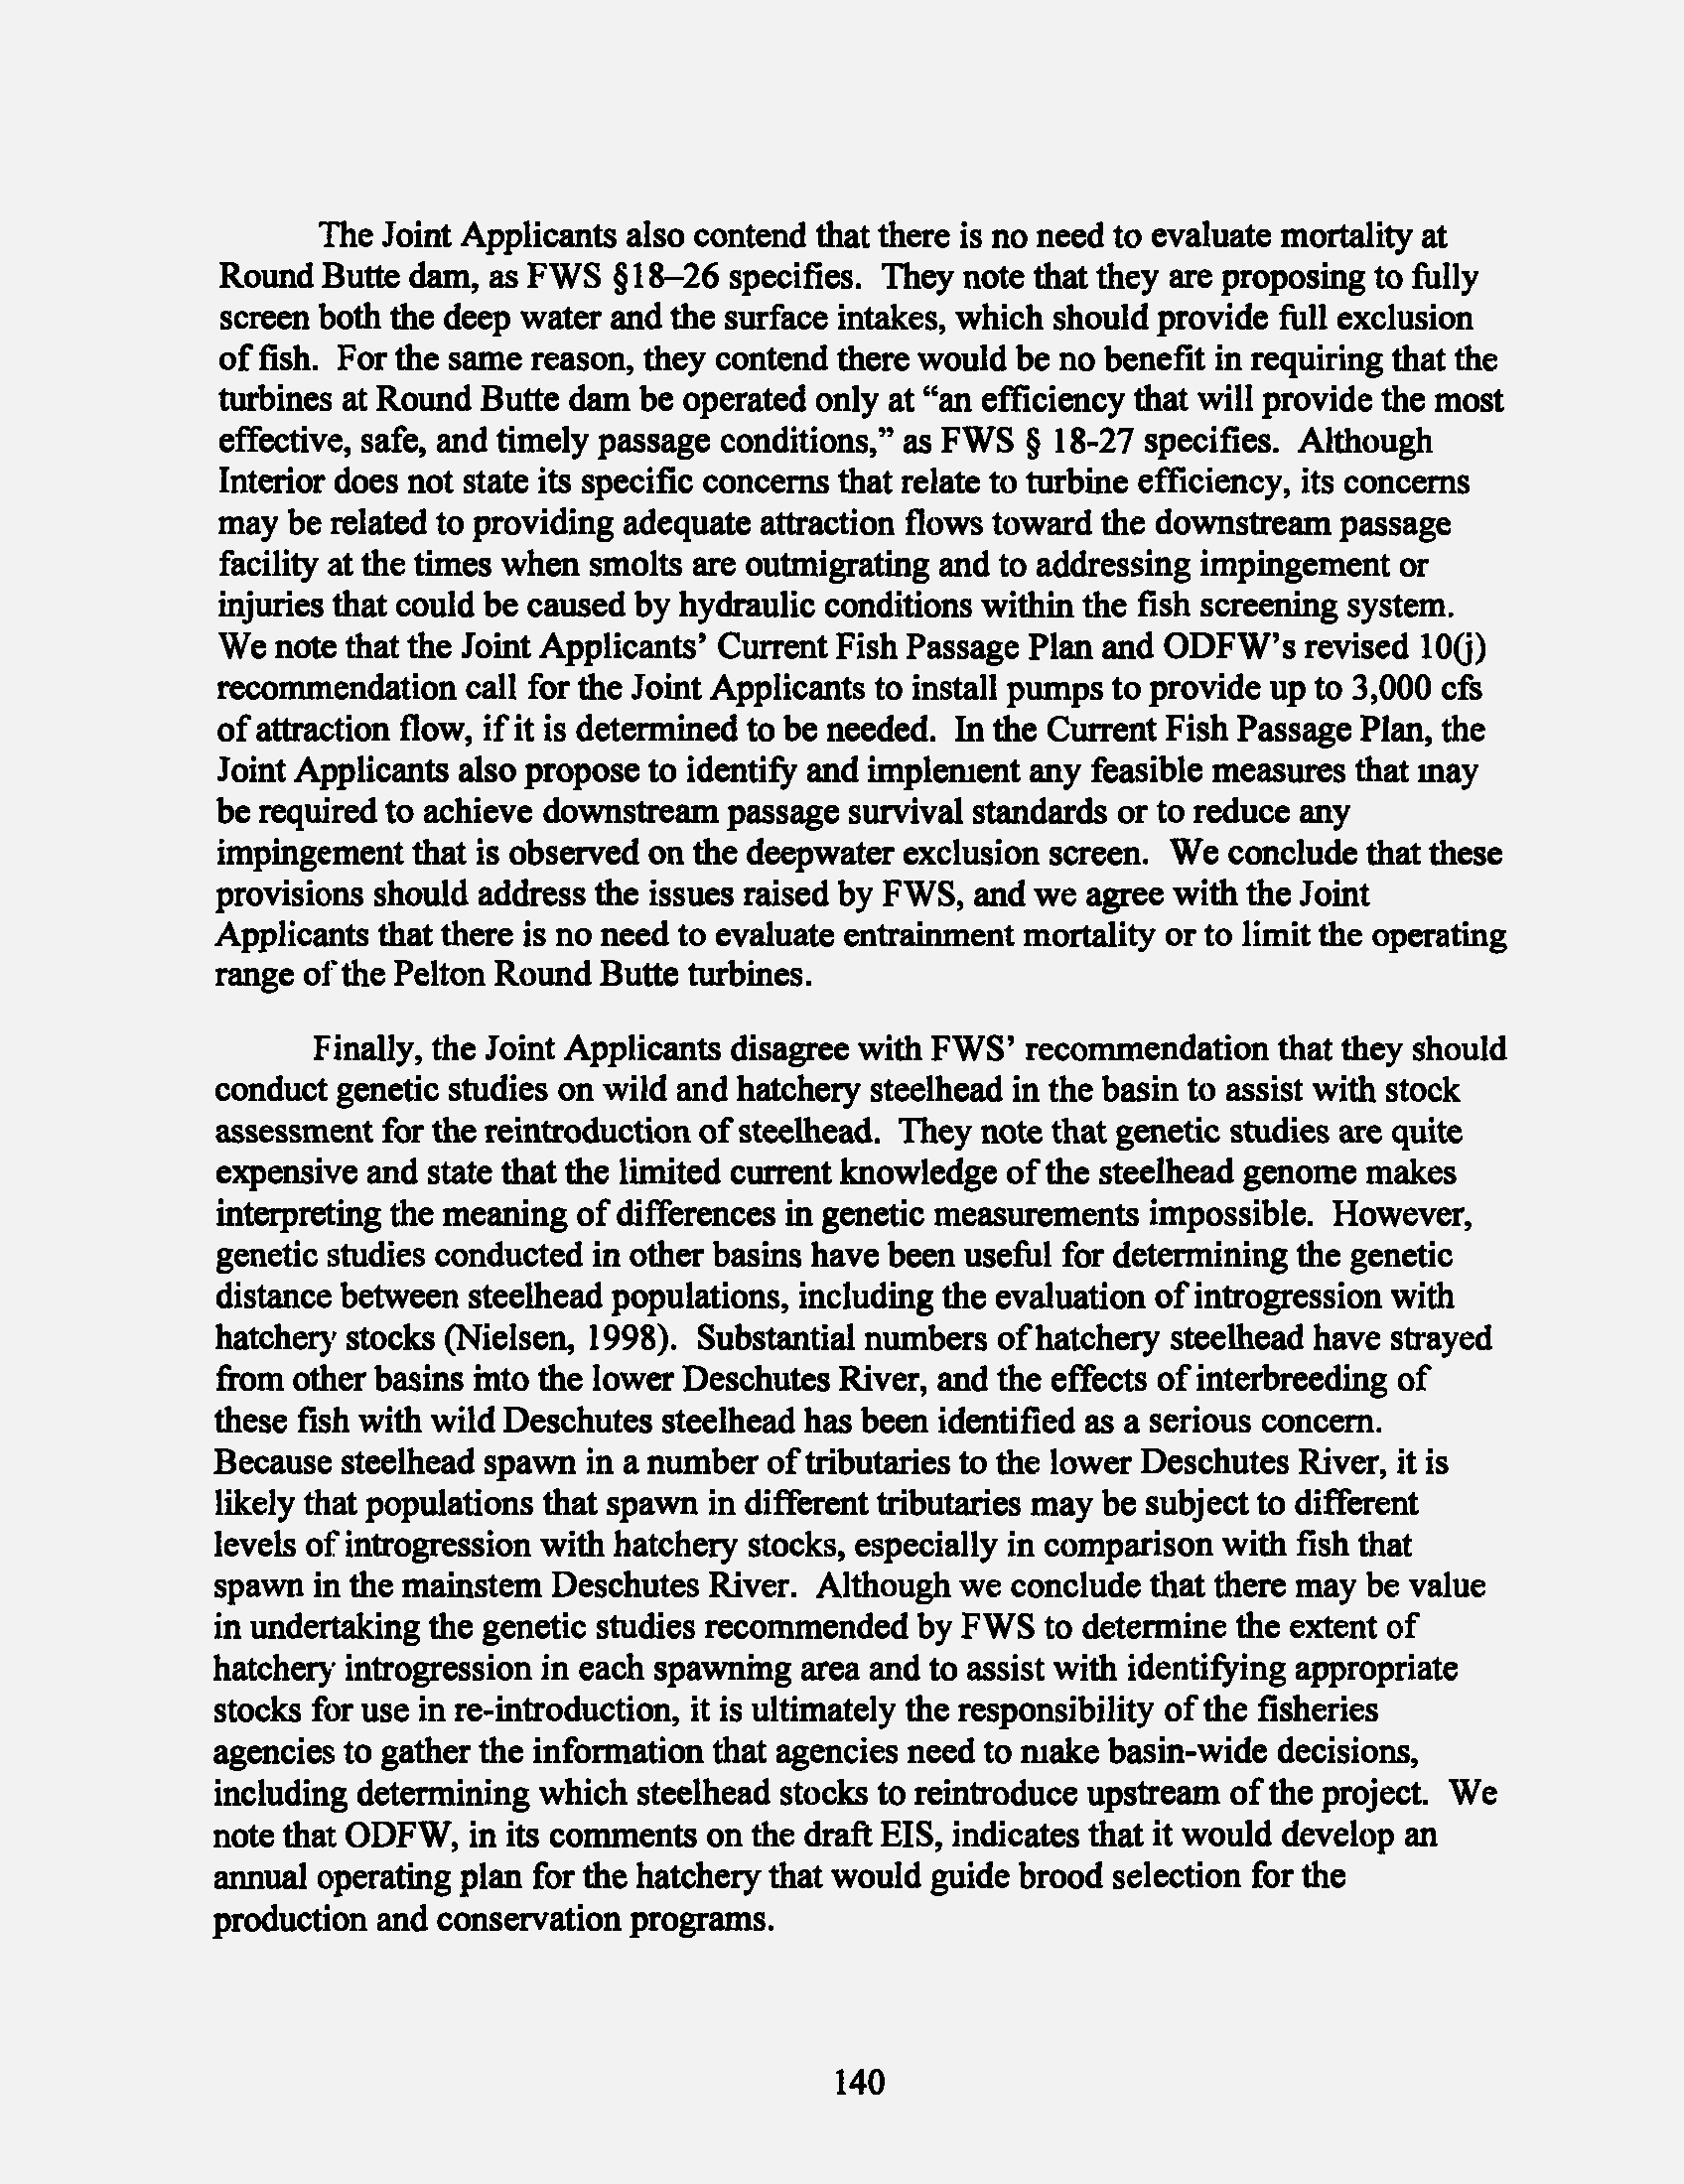 The Joint Applicants also contend that there is no need to evaluate mortality at
Round Butte dam, as FWS §18–26 specifies. They note that they are proposing to fully
screen both the deep water and the surface intakes, which should provide full exclusion
of fish. For the same reason, they contend there would be no benefit in requiring that the
turbines at Round Butte dam be operated only at “an efficiency that will provide the most
effective, safe, and timely passage conditions,” as FWS § 18-27 specifies. Although
Interior does not state its specific concerns that relate to turbine efficiency, its concerns
may be related to providing adequate attraction flows toward the downstream passage
facility at the times when smolts are outmigrating and to addressing impingement or
injuries that could be caused by hydraulic conditions within the fish screening system.
We note that the Joint Applicants’ Current Fish Passage Plan and ODFW’s revised 10(j)
recommendation call for the Joint Applicants to install pumps to provide up to 3,000 cfs
of attraction flow, if it is determined to be needed. In the Current Fish Passage Plan, the
Joint Applicants also propose to identify and implement any feasible measures that may
be required to achieve downstream passage survival standards or to reduce any
impingement that is observed on the deepwater exclusion screen. We conclude that these
provisions should address the issues raised by FWS, and we agree with the Joint
Applicants that there is no need to evaluate entrainment mortality or to limit the operating
range of the Pelton Round Butte turbines.
Finally, the Joint Applicants disagree with FWS’ recommendation that they should
conduct genetic studies on wild and hatchery steelhead in the basin to assist with stock
assessment for the reintroduction of steelhead. They note that genetic studies are quite
expensive and state that the limited current knowledge of the steelhead genome makes
interpreting the meaning of differences in genetic measurements impossible. However,
genetic studies conducted in other basins have been useful for determining the genetic
distance between steelhead populations, including the evaluation of introgression with
hatchery stocks (Nielsen, 1998). Substantial numbers of hatchery steelhead have strayed
from other basins into the lower Deschutes River, and the effects of interbreeding of
these fish with wild Deschutes steelhead has been identified as a serious concern.
Because steelhead spawn in a number of tributaries to the lower Deschutes River, it is
likely that populations that spawn in different tributaries may be subject to different
levels of introgression with hatchery stocks, especially in comparison with fish that
spawn in the mainstem Deschutes River. Although we conclude that there may be value
in undertaking the genetic studies recommended by FWS to determine the extent of
hatchery introgression in each spawning area and to assist with identifying appropriate
stocks for use in re-introduction, it is ultimately the responsibility of the fisheries
agencies to gather the information that agencies need to make basin-wide decisions,
including determining which steelhead stocks to reintroduce upstream of the project. We
note that ODFW, in its comments on the draft EIS, indicates that it would develop an
annual operating plan for the hatchery that would guide brood selection for the
production and conservation programs.
140